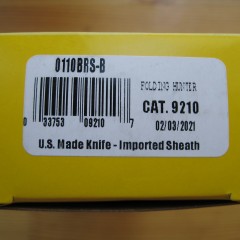 0110BRS-B
FOLDING HUNTER
CAT. 9210
0 33753 09210 7
02/03/2021
U.S. Made Knife - Imported Sheath